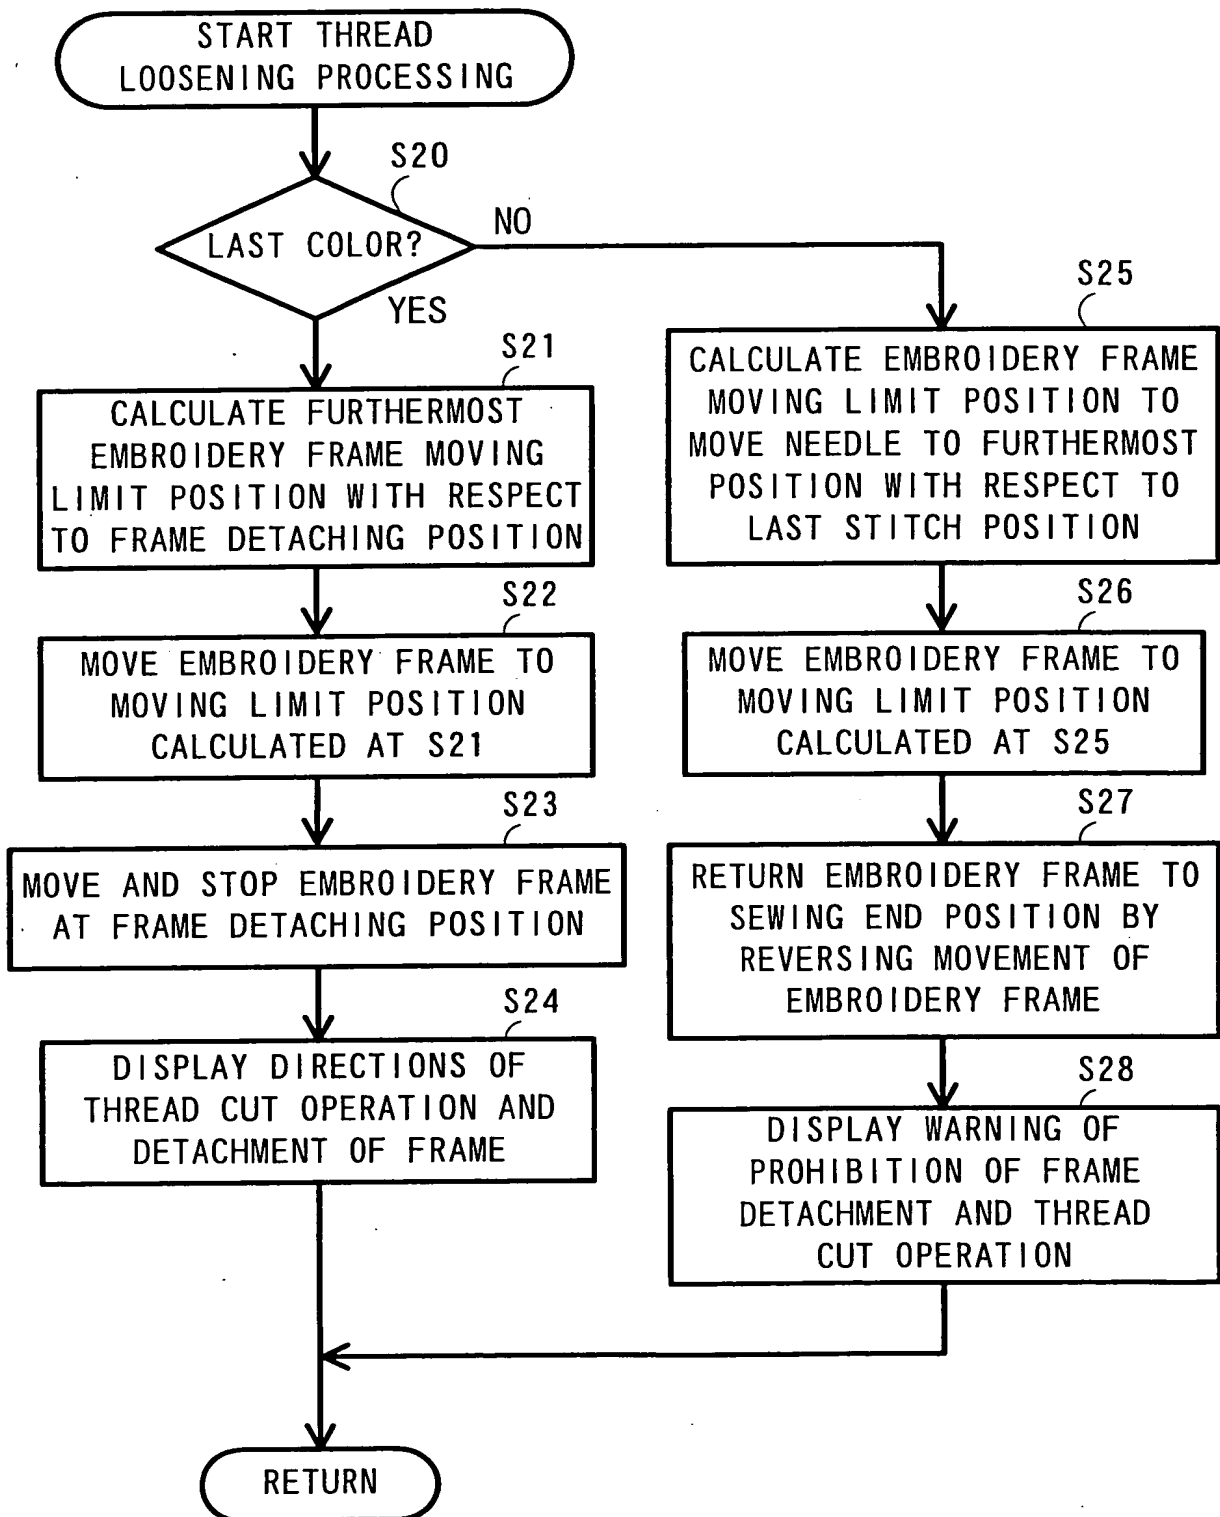 START THREAD
LOOSENING PROCESSING
S20
LAST COLOR?
NO
YES
S21
CALCULATE FURTHERMOST
EMBROIDERY FRAME MOVING
LIMIT POSITION WITH RESPECT
TO FRAME DETACHING POSITION
S22
MOVE EMBROIDERY FRAME TO
MOVING LIMIT POSITION
CALCULATED AT S21
S23
MOVE AND STOP EMBROIDERY FRAME
AT FRAME DETACHING POSITION
S24
DISPLAY DIRECTIONS OF
THREAD CUT OPERATION AND
DETACHMENT OF FRAME
S25
CALCULATE EMBROIDERY FRAME
MOVING LIMIT POSITION TO
MOVE NEEDLE TO FURTHERMOST
POSITION WITH RESPECT TO
LAST STITCH POSITION
S26
MOVE EMBROIDERY FRAME TO
MOVING LIMIT POSITION
CALCULATED AT S25
S27
RETURN EMBROIDERY FRAME TO
SEWING END POSITION BY
REVERSING MOVEMENT OF
EMBROIDERY FRAME
S28
DISPLAY WARNING OF
PROHIBITION OF FRAME
DETACHMENT AND THREAD
CUT OPERATION
RETURN